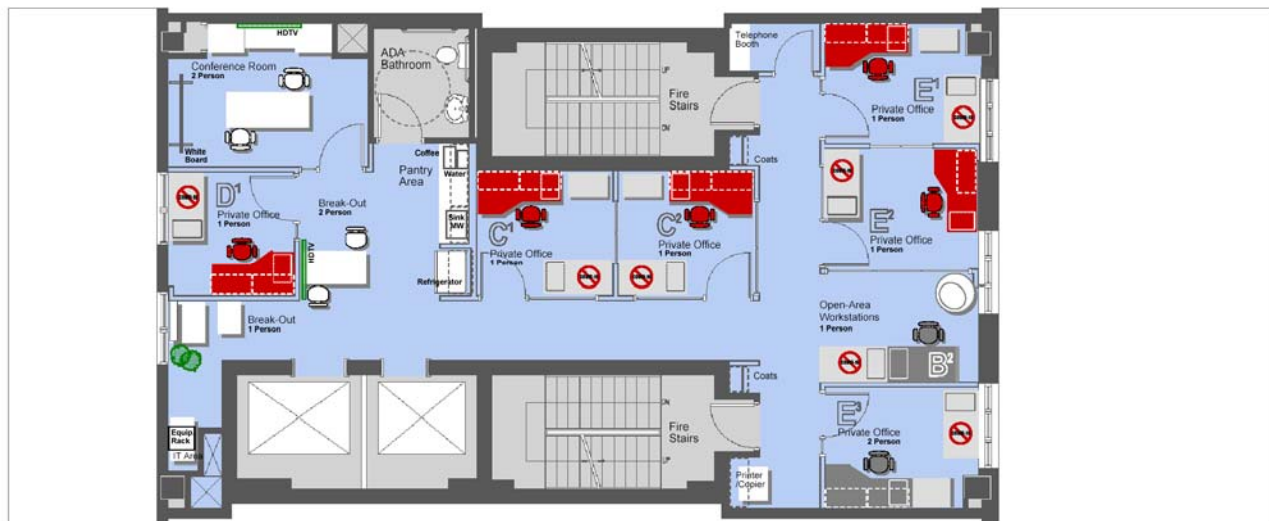 HDTV
Conference Room
2 Person
White
Board
ADA
Bathroom
UP
DN
Fire
Stairs
Telephone
Booth
E1
Private Office
1 Person
Coats
Coffee
Water
Pantry
Area
Sink
MW
Refrigerator
D1
Private Office
1 Person
Break-Out
2 Person
HDTV
C1
Private Office
1 Person
C2
Private Office
1 Person
E2
Private Office
1 Person
Break-Out
1 Person
Open-Area
Workstations
1 Person
B2
Coats
DN
UP
Fire
Stairs
E3
Private Office
2 Person
Equip.
Rack
IT Area
Printer
/Copier